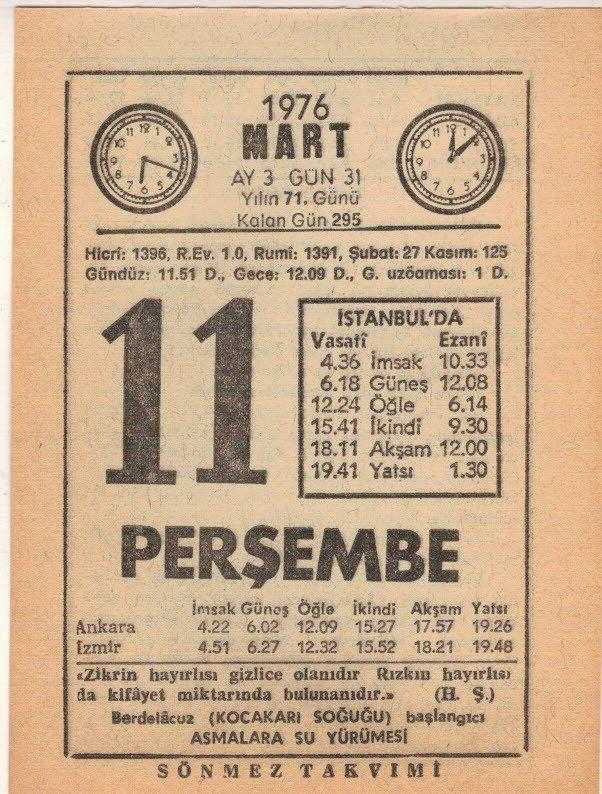 1976
MART
AY 3 GÜN 31
Yılın 71. Günü
Kalan Gün 295
Hicrî: 1396, R.Ev. 10, Rumî: 1391, Şubat: 27 Kasım: 125
Gündüz: 11.51 D., Gece: 12.09 D., G. uzöaması: 1 D.
11
İSTANBUL'DA
Vasatî Ezanî
4.36 İmsak 10.33
6.18 Güneş 12.08
12.24 Öğle 6.14
15.41 İkindi 9.30
18.11 Akşam 12.00
19.41 Yatsı 1.30
PERŞEMBE
İmsak Güneş Öğle İkindi Akşam Yatsı
Ankara 4.22 6.02 12.09 15.27 17.57 19.26
İzmir 4.51 6.27 12.32 15.52 18.21 19.48
«Zikrin hayırlısı gizlice olanıdır Rızkın hayırlısı
da kifâyet miktarında bulunanıdır.» (H. Ş.)
Berdelâcuz (KOCAKARI SOĞUĞU) başlangıcı
ASMALARA SU YÜRÜMESİ
SÖNMEZ TAKVİMİ